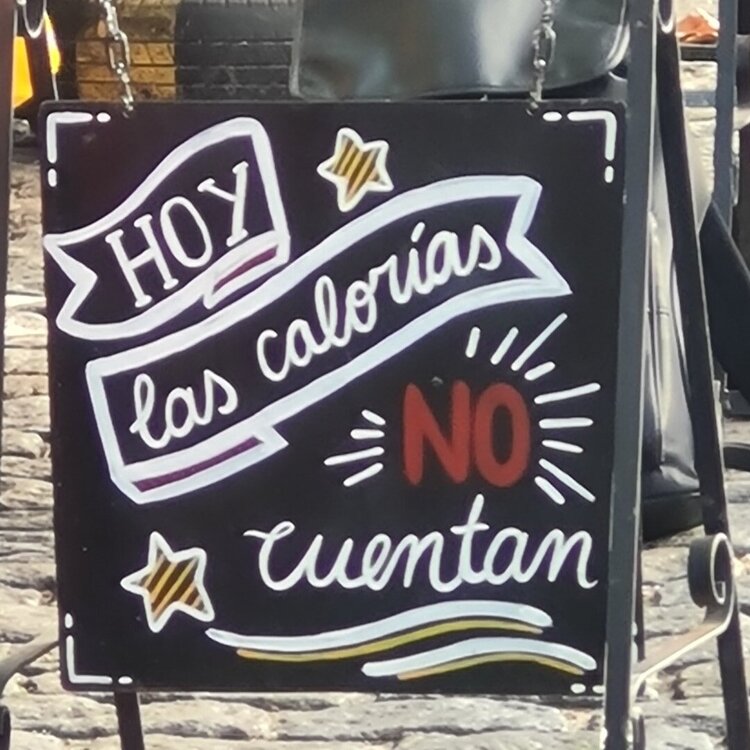 HOY
las calorías
NO
cuentan